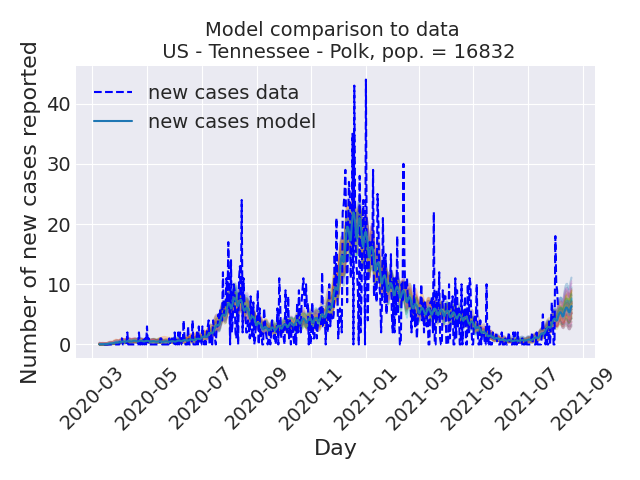 Model comparison to data
US - Tennessee - Polk, pop. = 16832
Number of new cases reported
new cases data
new cases model
40
30
20
10
0
2020-03
2020-05
2020-07
2020-09
2020-11
2021-01
2021-03
2021-05
2021-07
2021-09
Day